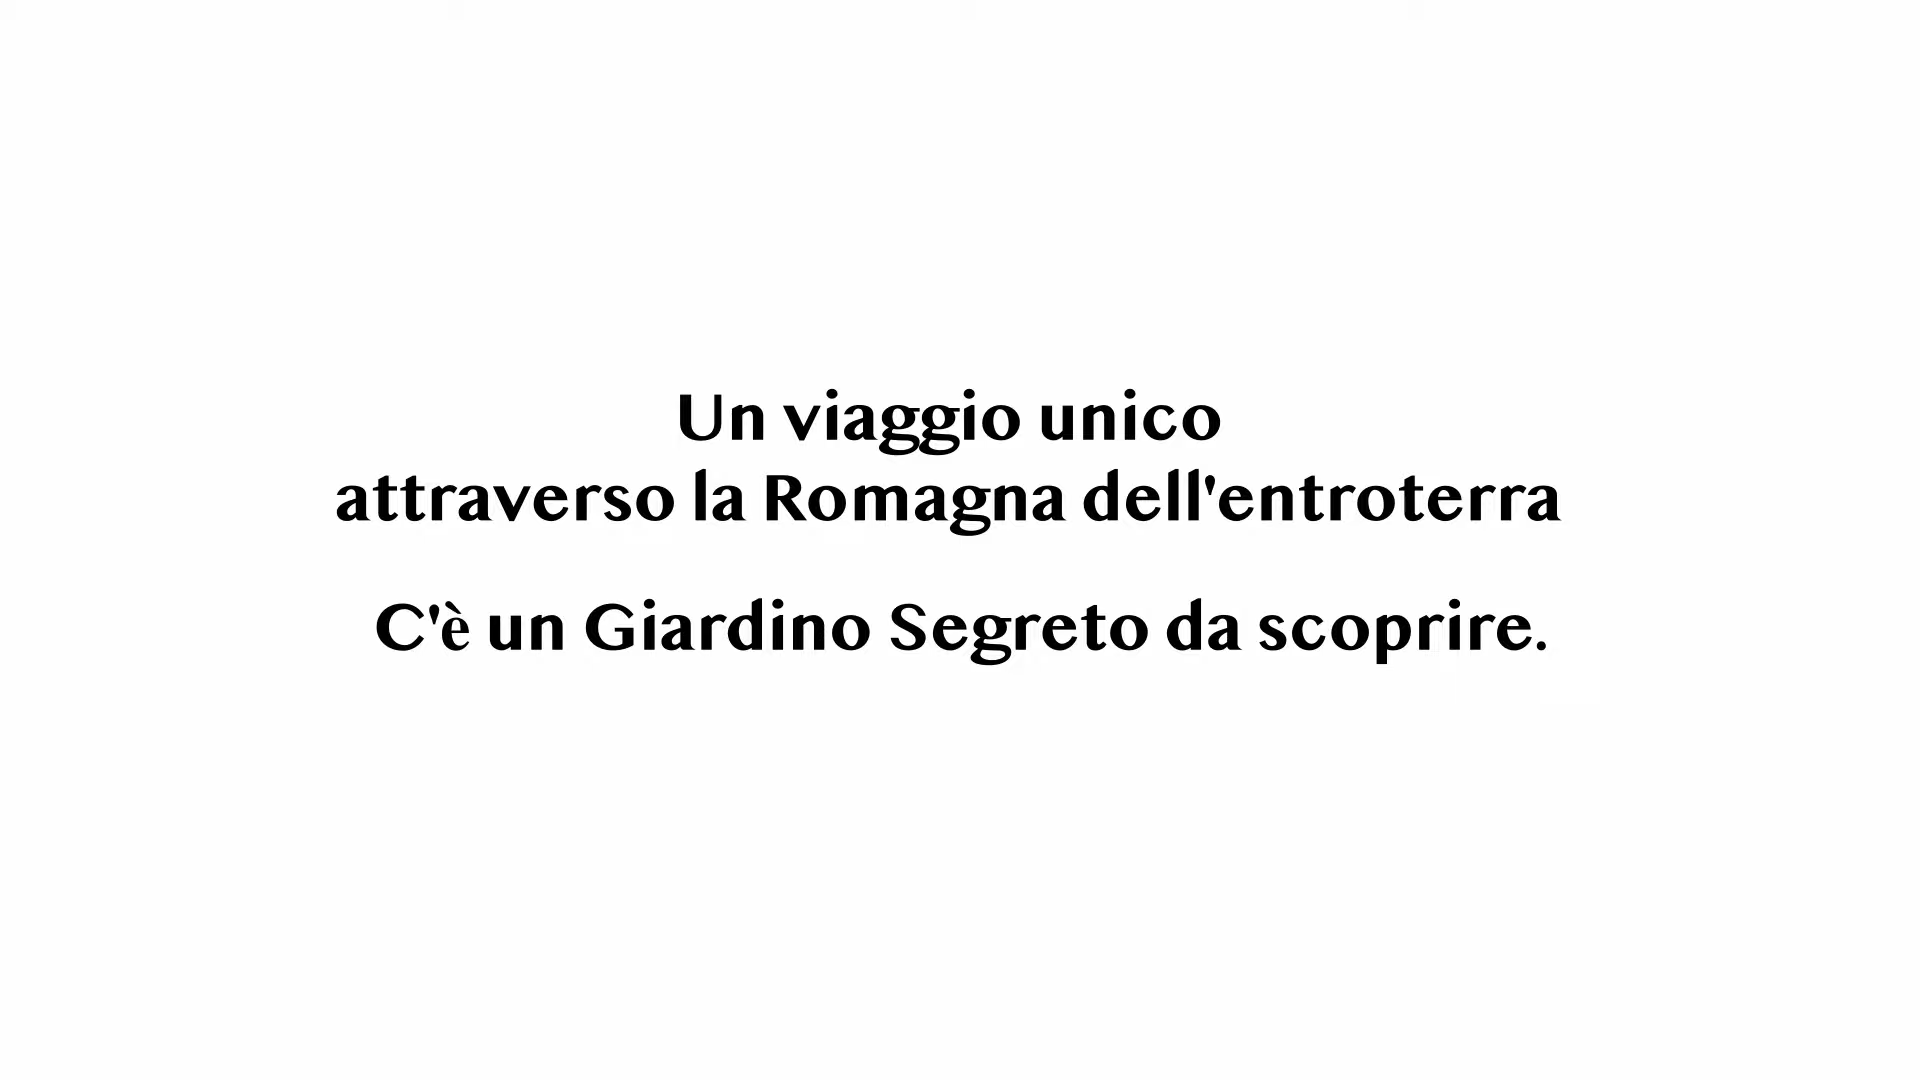 Un viaggio unico
attraverso la Romagna dell'entroterra
C'è un Giardino Segreto da scoprire.